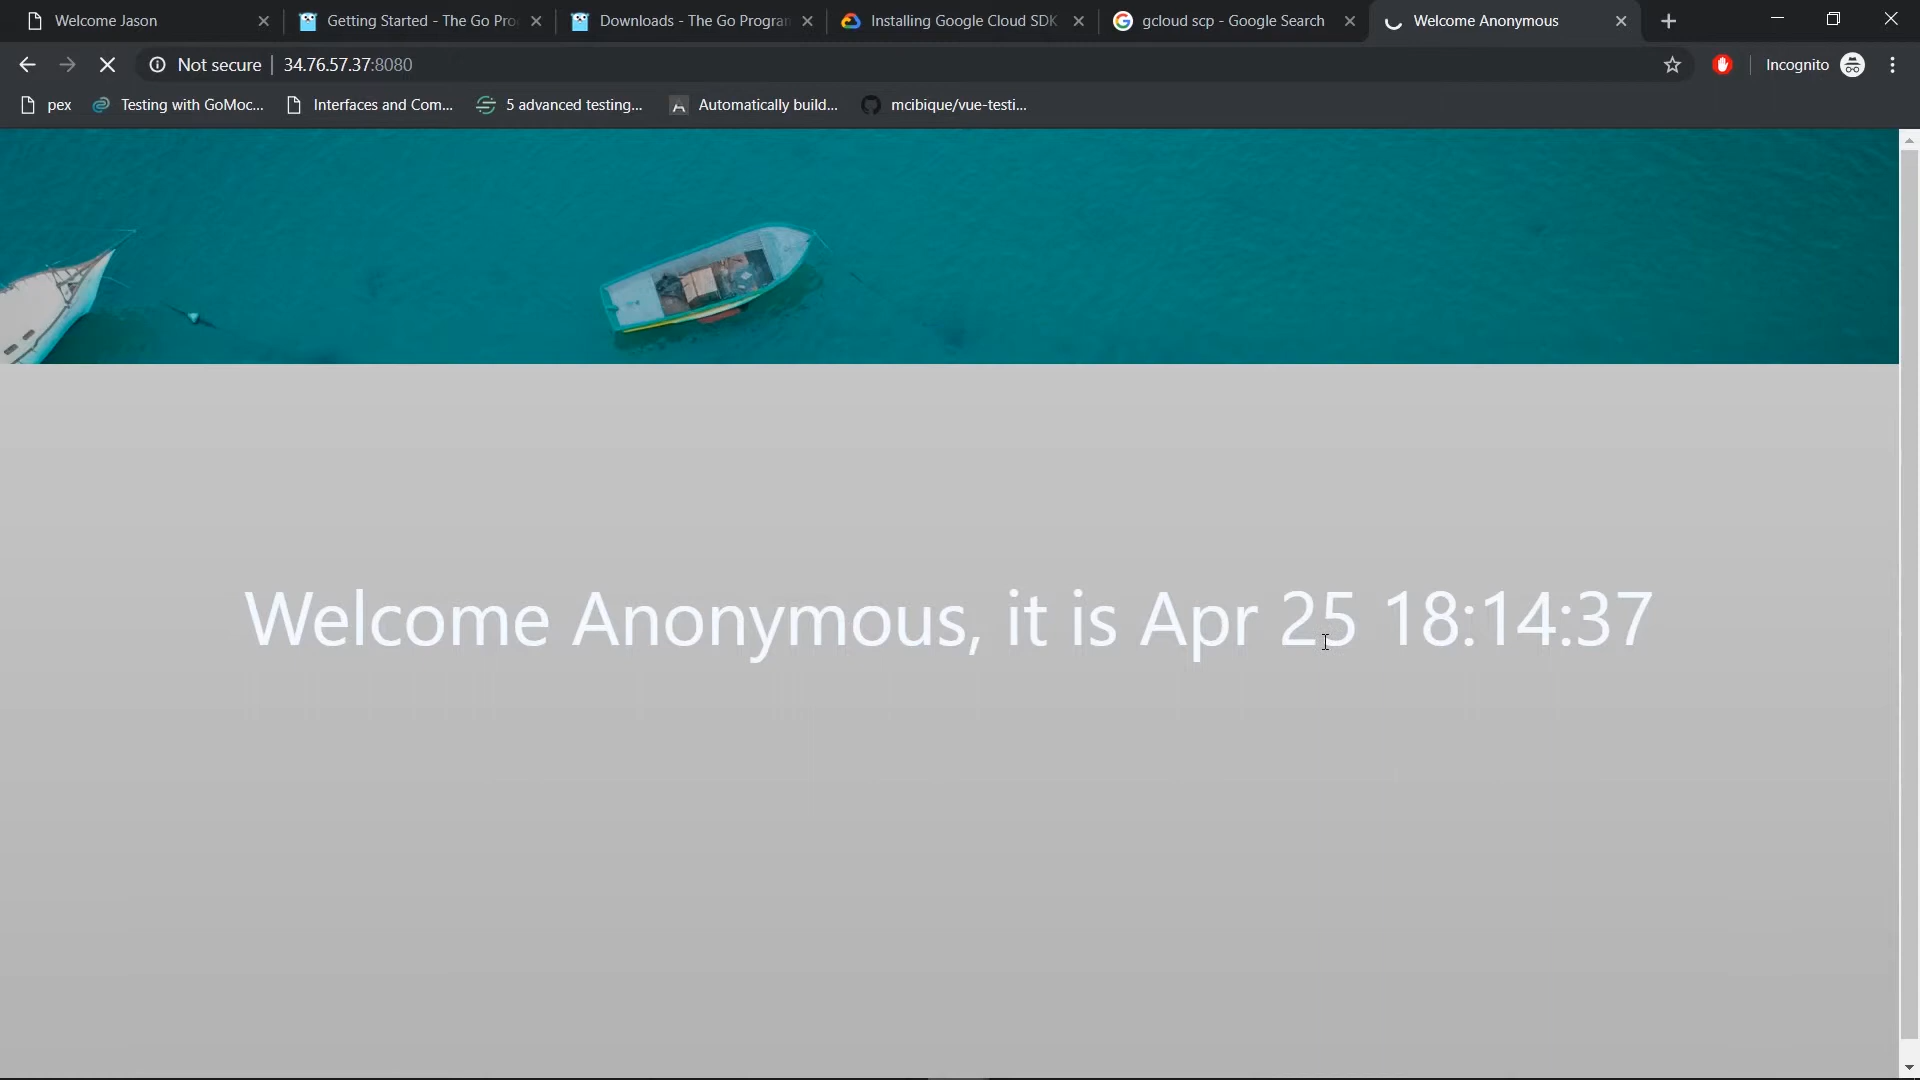 Welcome Jason
Getting Started - The Go Pro
Downloads - The Go Program
Installing Google Cloud SDK
gcloud scp - Google Search
Welcome Anonymous
Not secure
34.76.57.37:8080
Incognito
pex
Testing with GoMoc...
Interfaces and Com...
5 advanced testing...
Automatically build...
mcibique/vue-testi...
Welcome Anonymous, it is Apr 25 18:14:37